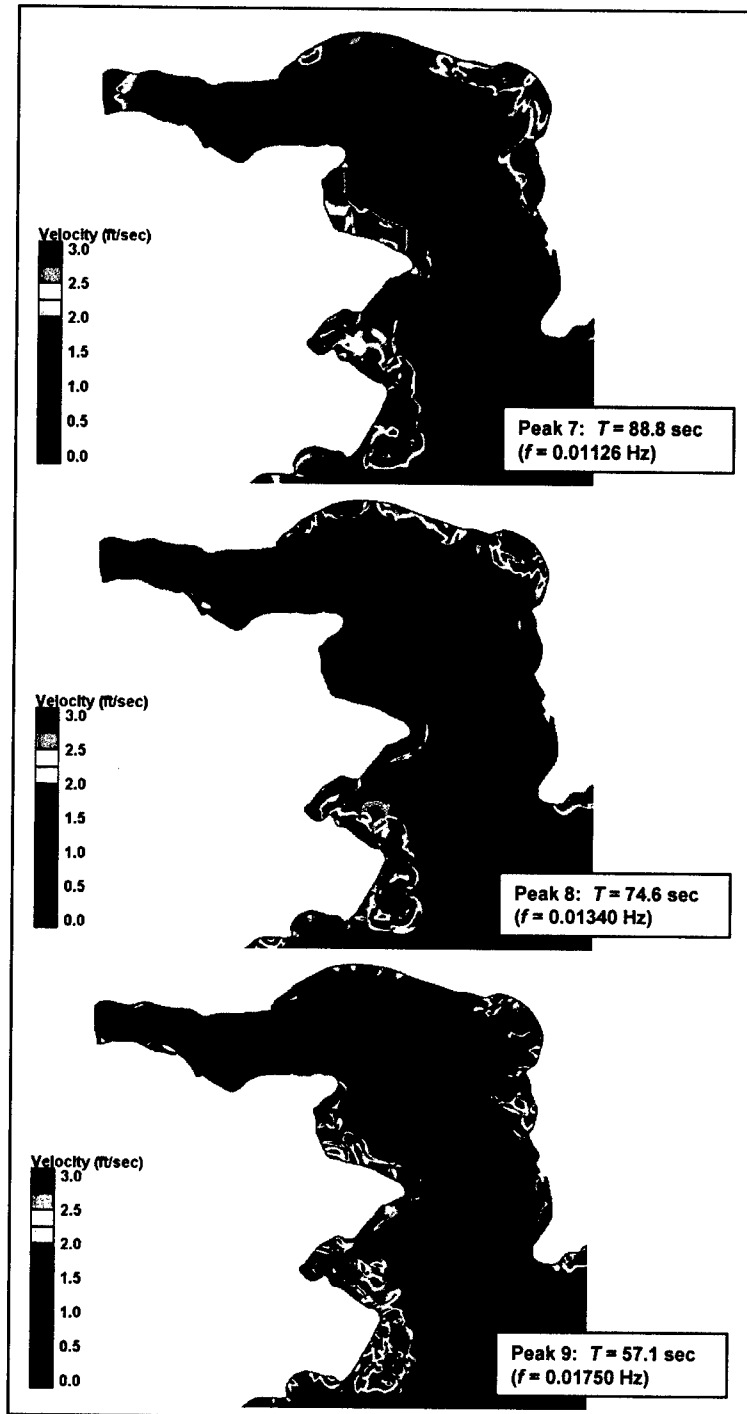 Velocity (ft/sec)
3.0
2.5
2.0
1.5
1.0
0.5
0.0
Peak 7: T = 88.8 sec
(f = 0.01126 Hz)
Velocity (ft/sec)
3.0
2.5
2.0
1.5
1.0
0.5
0.0
Peak 8: T = 74.6 sec
(f = 0.01340 Hz)
Velocity (ft/sec)
3.0
2.5
2.0
1.5
1.0
0.5
0.0
Peak 9: T = 57.1 sec
(f = 0.01750 Hz)